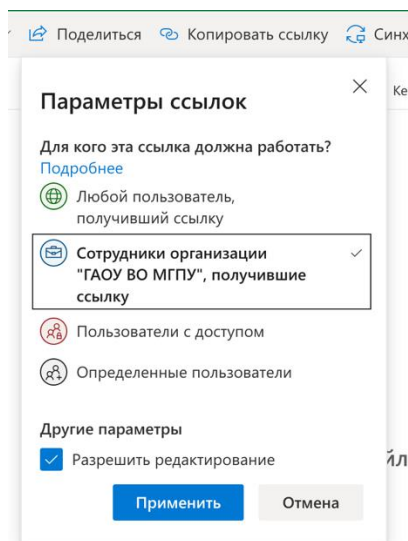 Поделиться Копировать ссылку Синх
Параметры ссылок
Ке
Для кого эта ссылка должна работать?
Подробнее
Любой пользователь,
получивший ссылку
Сотрудники организации
"ГАОУ ВО МГПУ", получившие
ссылку
Пользователи с доступом
Определенные пользователи
Другие параметры
Разрешить редактирование
йл
Применить Отмена